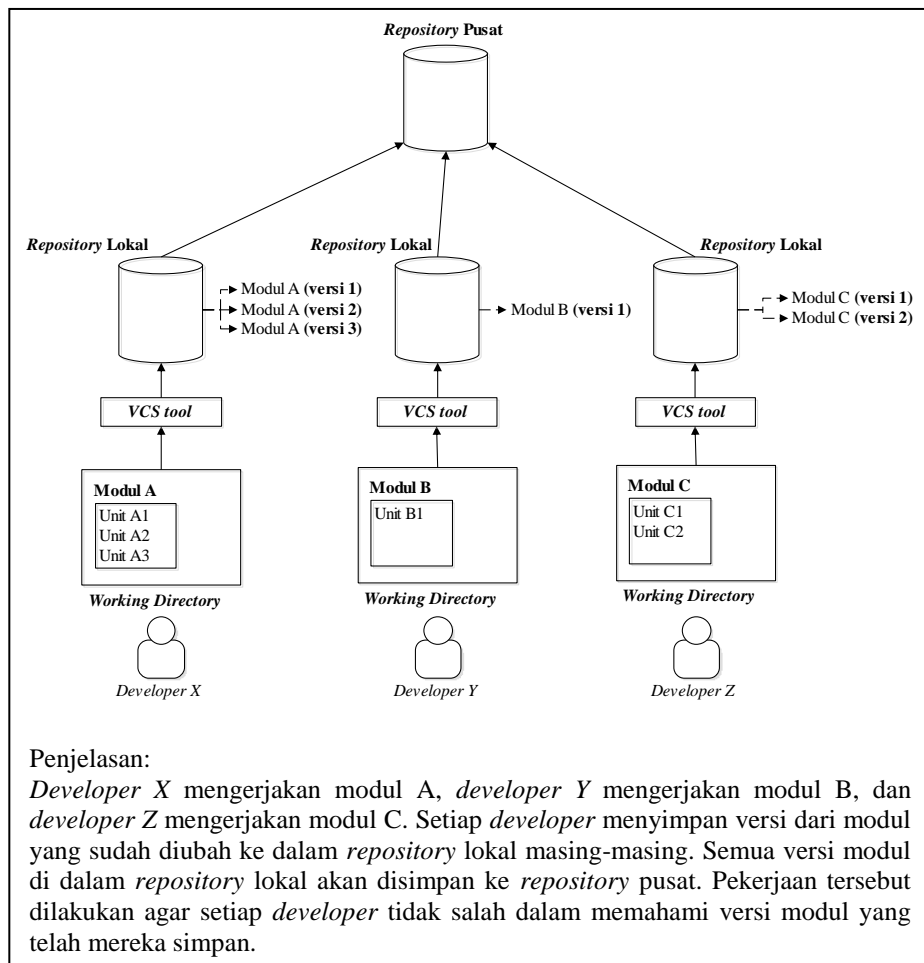 Repository Pusat
Repository Lokal
Repository Lokal
Repository Lokal
Modul A (versi 1)
Modul A (versi 2)
Modul A (versi 3)
Modul B (versi 1)
Modul C (versi 1)
Modul C (versi 2)
VCS tool
VCS tool
VCS tool
Modul A
Unit A1
Unit A2
Unit A3
Modul B
Unit B1
Modul C
Unit C1
Unit C2
Working Directory
Working Directory
Working Directory
Developer X
Developer Y
Developer Z
Penjelasan:
Developer X mengerjakan modul A, developer Y mengerjakan modul B, dan
developer Z mengerjakan modul C. Setiap developer menyimpan versi dari modul
yang sudah diubah ke dalam repository lokal masing-masing. Semua versi modul
di dalam repository lokal akan disimpan ke repository pusat. Pekerjaan tersebut
dilakukan agar setiap developer tidak salah dalam memahami versi modul yang
telah mereka simpan.